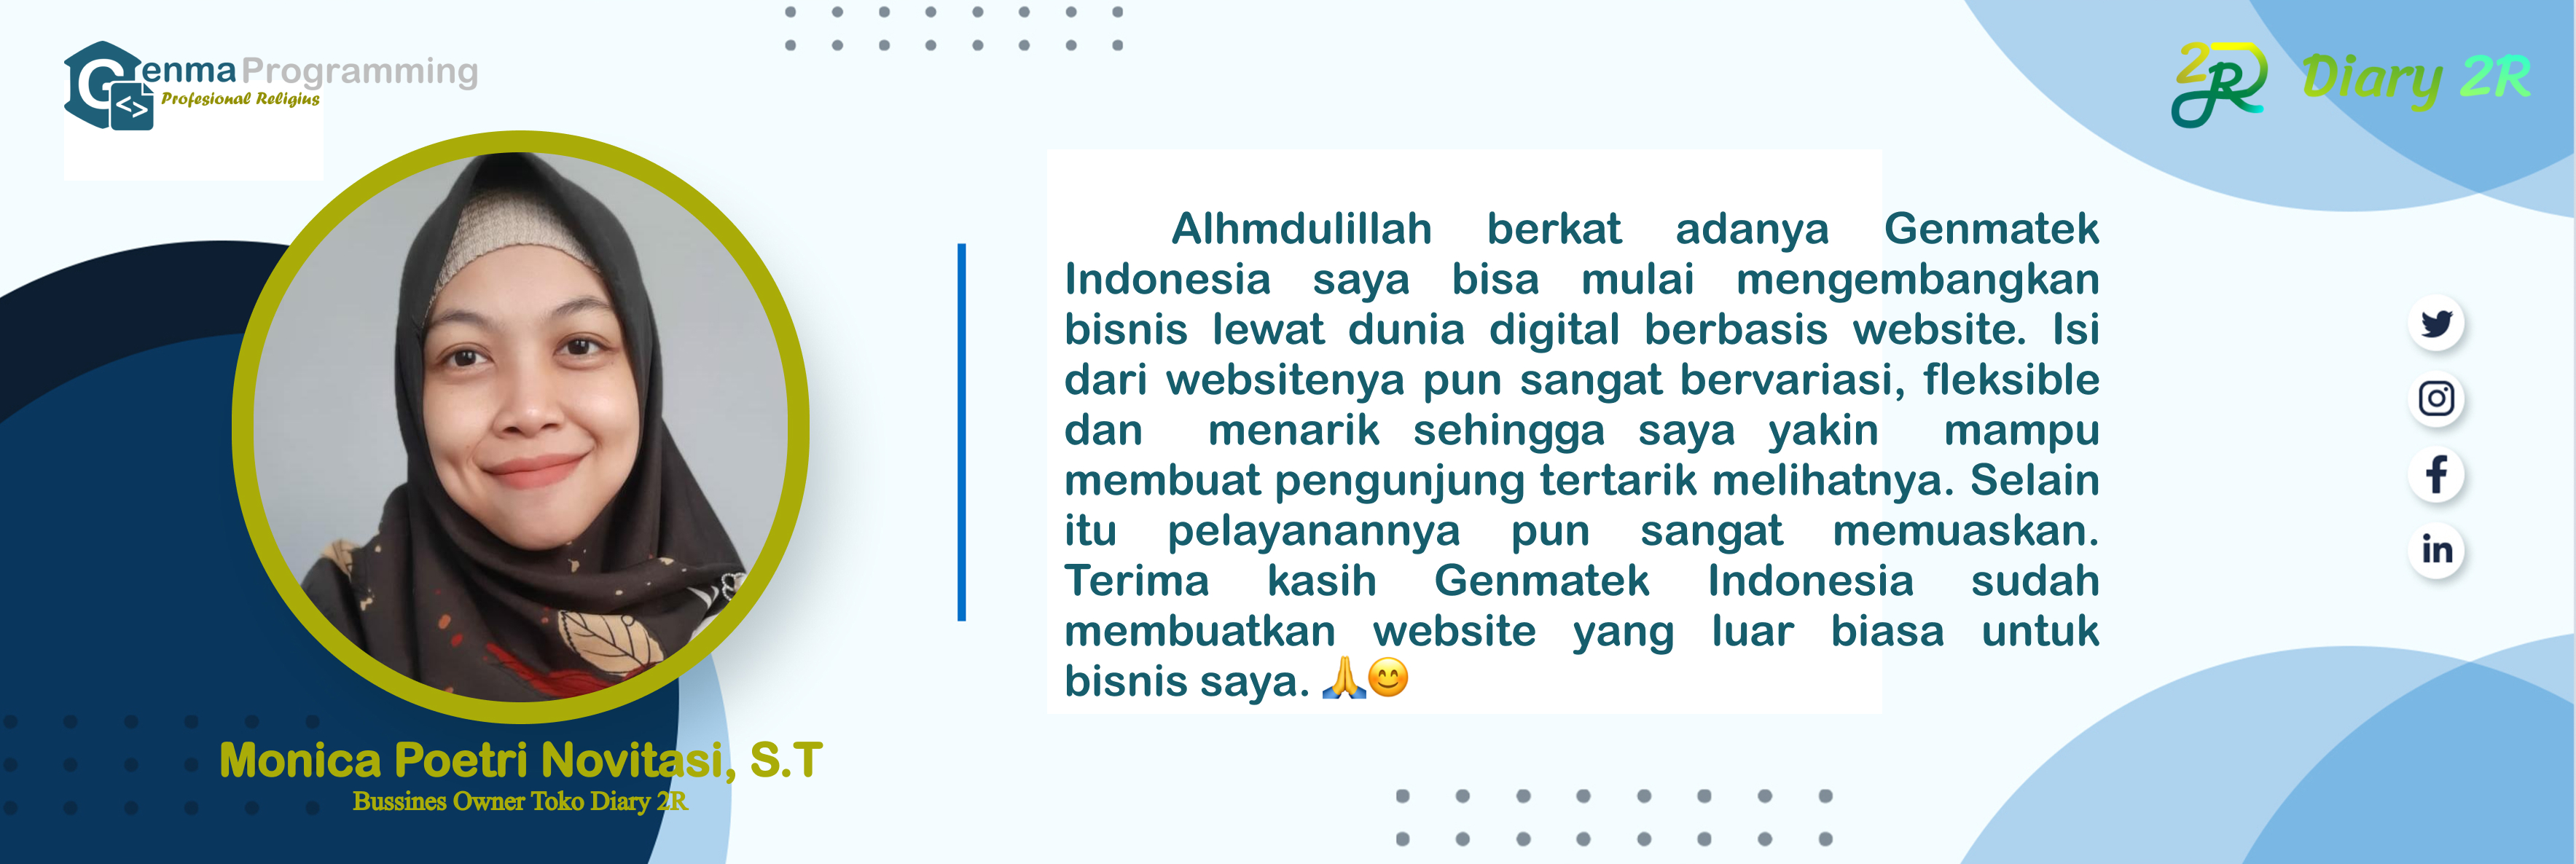 Genma Programming
Profesional Religius
2R Diary 2R
Alhmdulillah berkat adanya Genmatek
Indonesia saya bisa mulai mengembangkan
bisnis lewat dunia digital berbasis website. Isi
dari websitenya pun sangat bervariasi, fleksible
dan menarik sehingga saya yakin mampu
membuat pengunjung tertarik melihatnya. Selain
itu pelayanannya pun sangat memuaskan.
Terima kasih Genmatek Indonesia sudah
membuatkan website yang luar biasa untuk
bisnis saya. 🙏😊
Monica Poetri Novitasi, S.T
Bussines Owner Toko Diary 2R